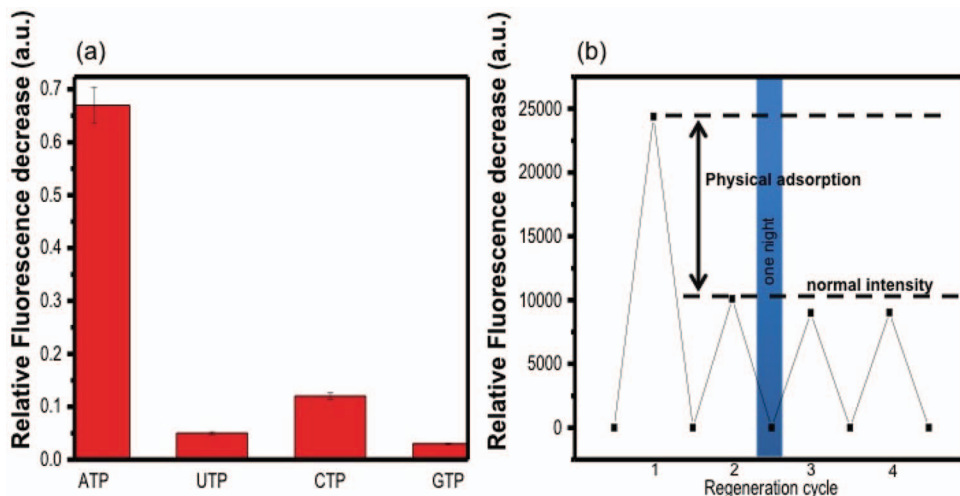 (a)
Relative Fluorescence decrease (a.u.)
0.7
0.6
0.5
0.4
0.3
0.2
0.1
0.0
ATP UTP CTP GTP
(b)
Relative Fluorescence decrease (a.u.)
25000
20000
15000
10000
5000
0
Physical adsorption
one night
normal intensity
1 2 3 4
Regeneration cycle